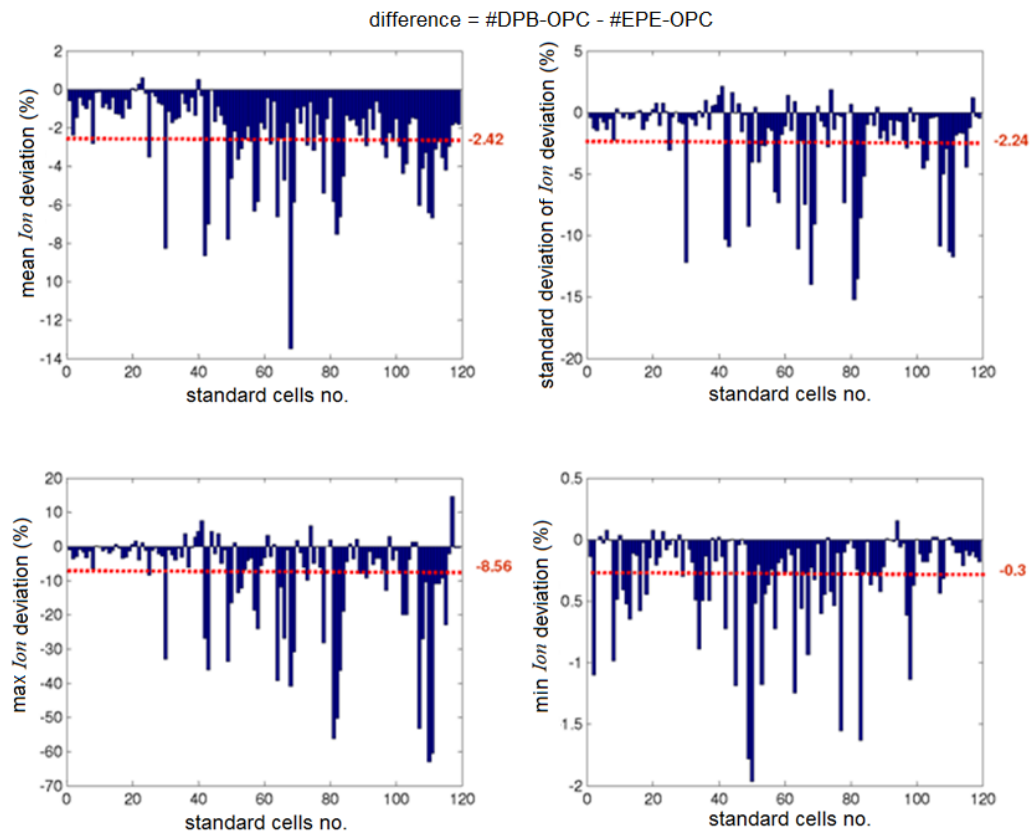 difference = #DPB-OPC - #EPE-OPC
mean Ion deviation (%)
2
0
-2
-4
-6
-8
-10
-12
-14
0 20 40 60 80 100 120
standard cells no.
-2.42
standard deviation of Ion deviation (%)
5
0
-5
-10
-15
-20
0 20 40 60 80 100 120
standard cells no.
-2.24
max Ion deviation (%)
20
10
0
-10
-20
-30
-40
-50
-60
-70
0 20 40 60 80 100 120
standard cells no.
-8.56
min Ion deviation (%)
0.5
0
0.5
-1
1.5
-2
0 20 40 60 80 100 120
standard cells no.
-0.3